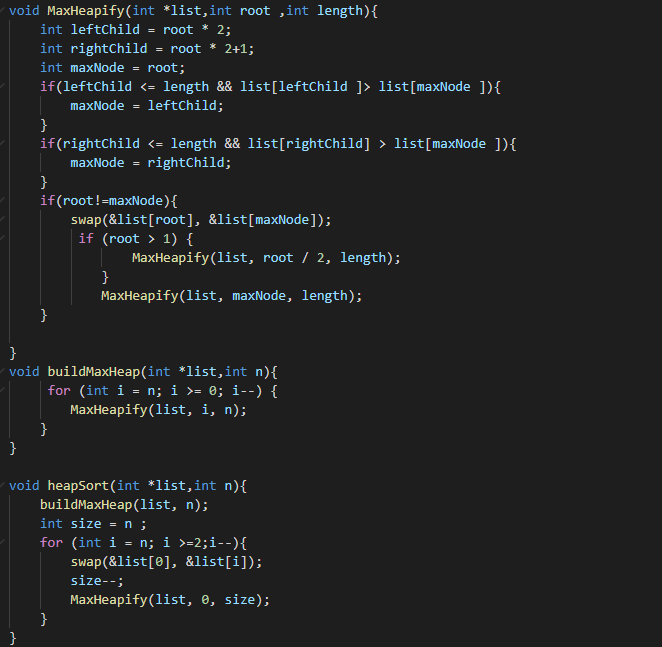 void MaxHeapify(int *list,int root ,int length){
    int leftChild = root * 2;
    int rightChild = root * 2+1;
    int maxNode = root;
    if(leftChild <= length && list[leftChild ]> list[maxNode ]){
        maxNode = leftChild;
    }
    if(rightChild <= length && list[rightChild] > list[maxNode ]){
        maxNode = rightChild;
    }
    if(root!=maxNode){
        swap(&list[root], &list[maxNode]);
         if (root > 1) {
                MaxHeapify(list, root / 2, length);
            }
            MaxHeapify(list, maxNode, length);
    }

}
void buildMaxHeap(int *list,int n){
     for (int i = n; i >= 0; i--) {
        MaxHeapify(list, i, n);
    }
}

void heapSort(int *list,int n){
    buildMaxHeap(list, n);
    int size = n ;
    for (int i = n; i >=2;i--){
        swap(&list[0], &list[i]);
        size--;
        MaxHeapify(list, 0, size);
    }
}